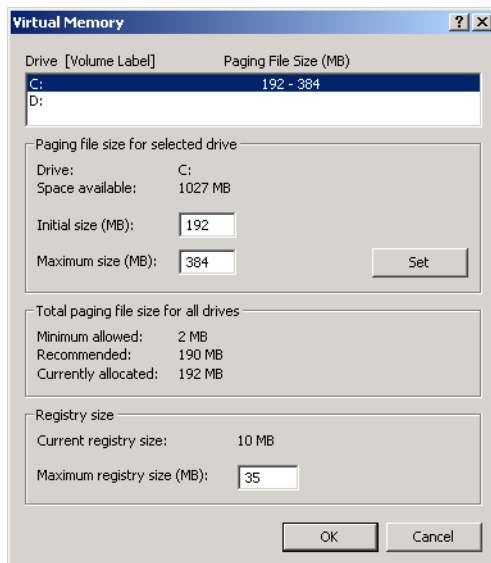 Virtual Memory
Drive [Volume Label] Paging File Size (MB)
C: 192 - 384
D:
Paging file size for selected drive
Drive: C:
Space available: 1027 MB
Initial size (MB): 192
Maximum size (MB): 384 Set
Total paging file size for all drives
Minimum allowed: 2 MB
Recommended: 190 MB
Currently allocated: 192 MB
Registry size
Current registry size: 10 MB
Maximum registry size (MB): 35
OK Cancel